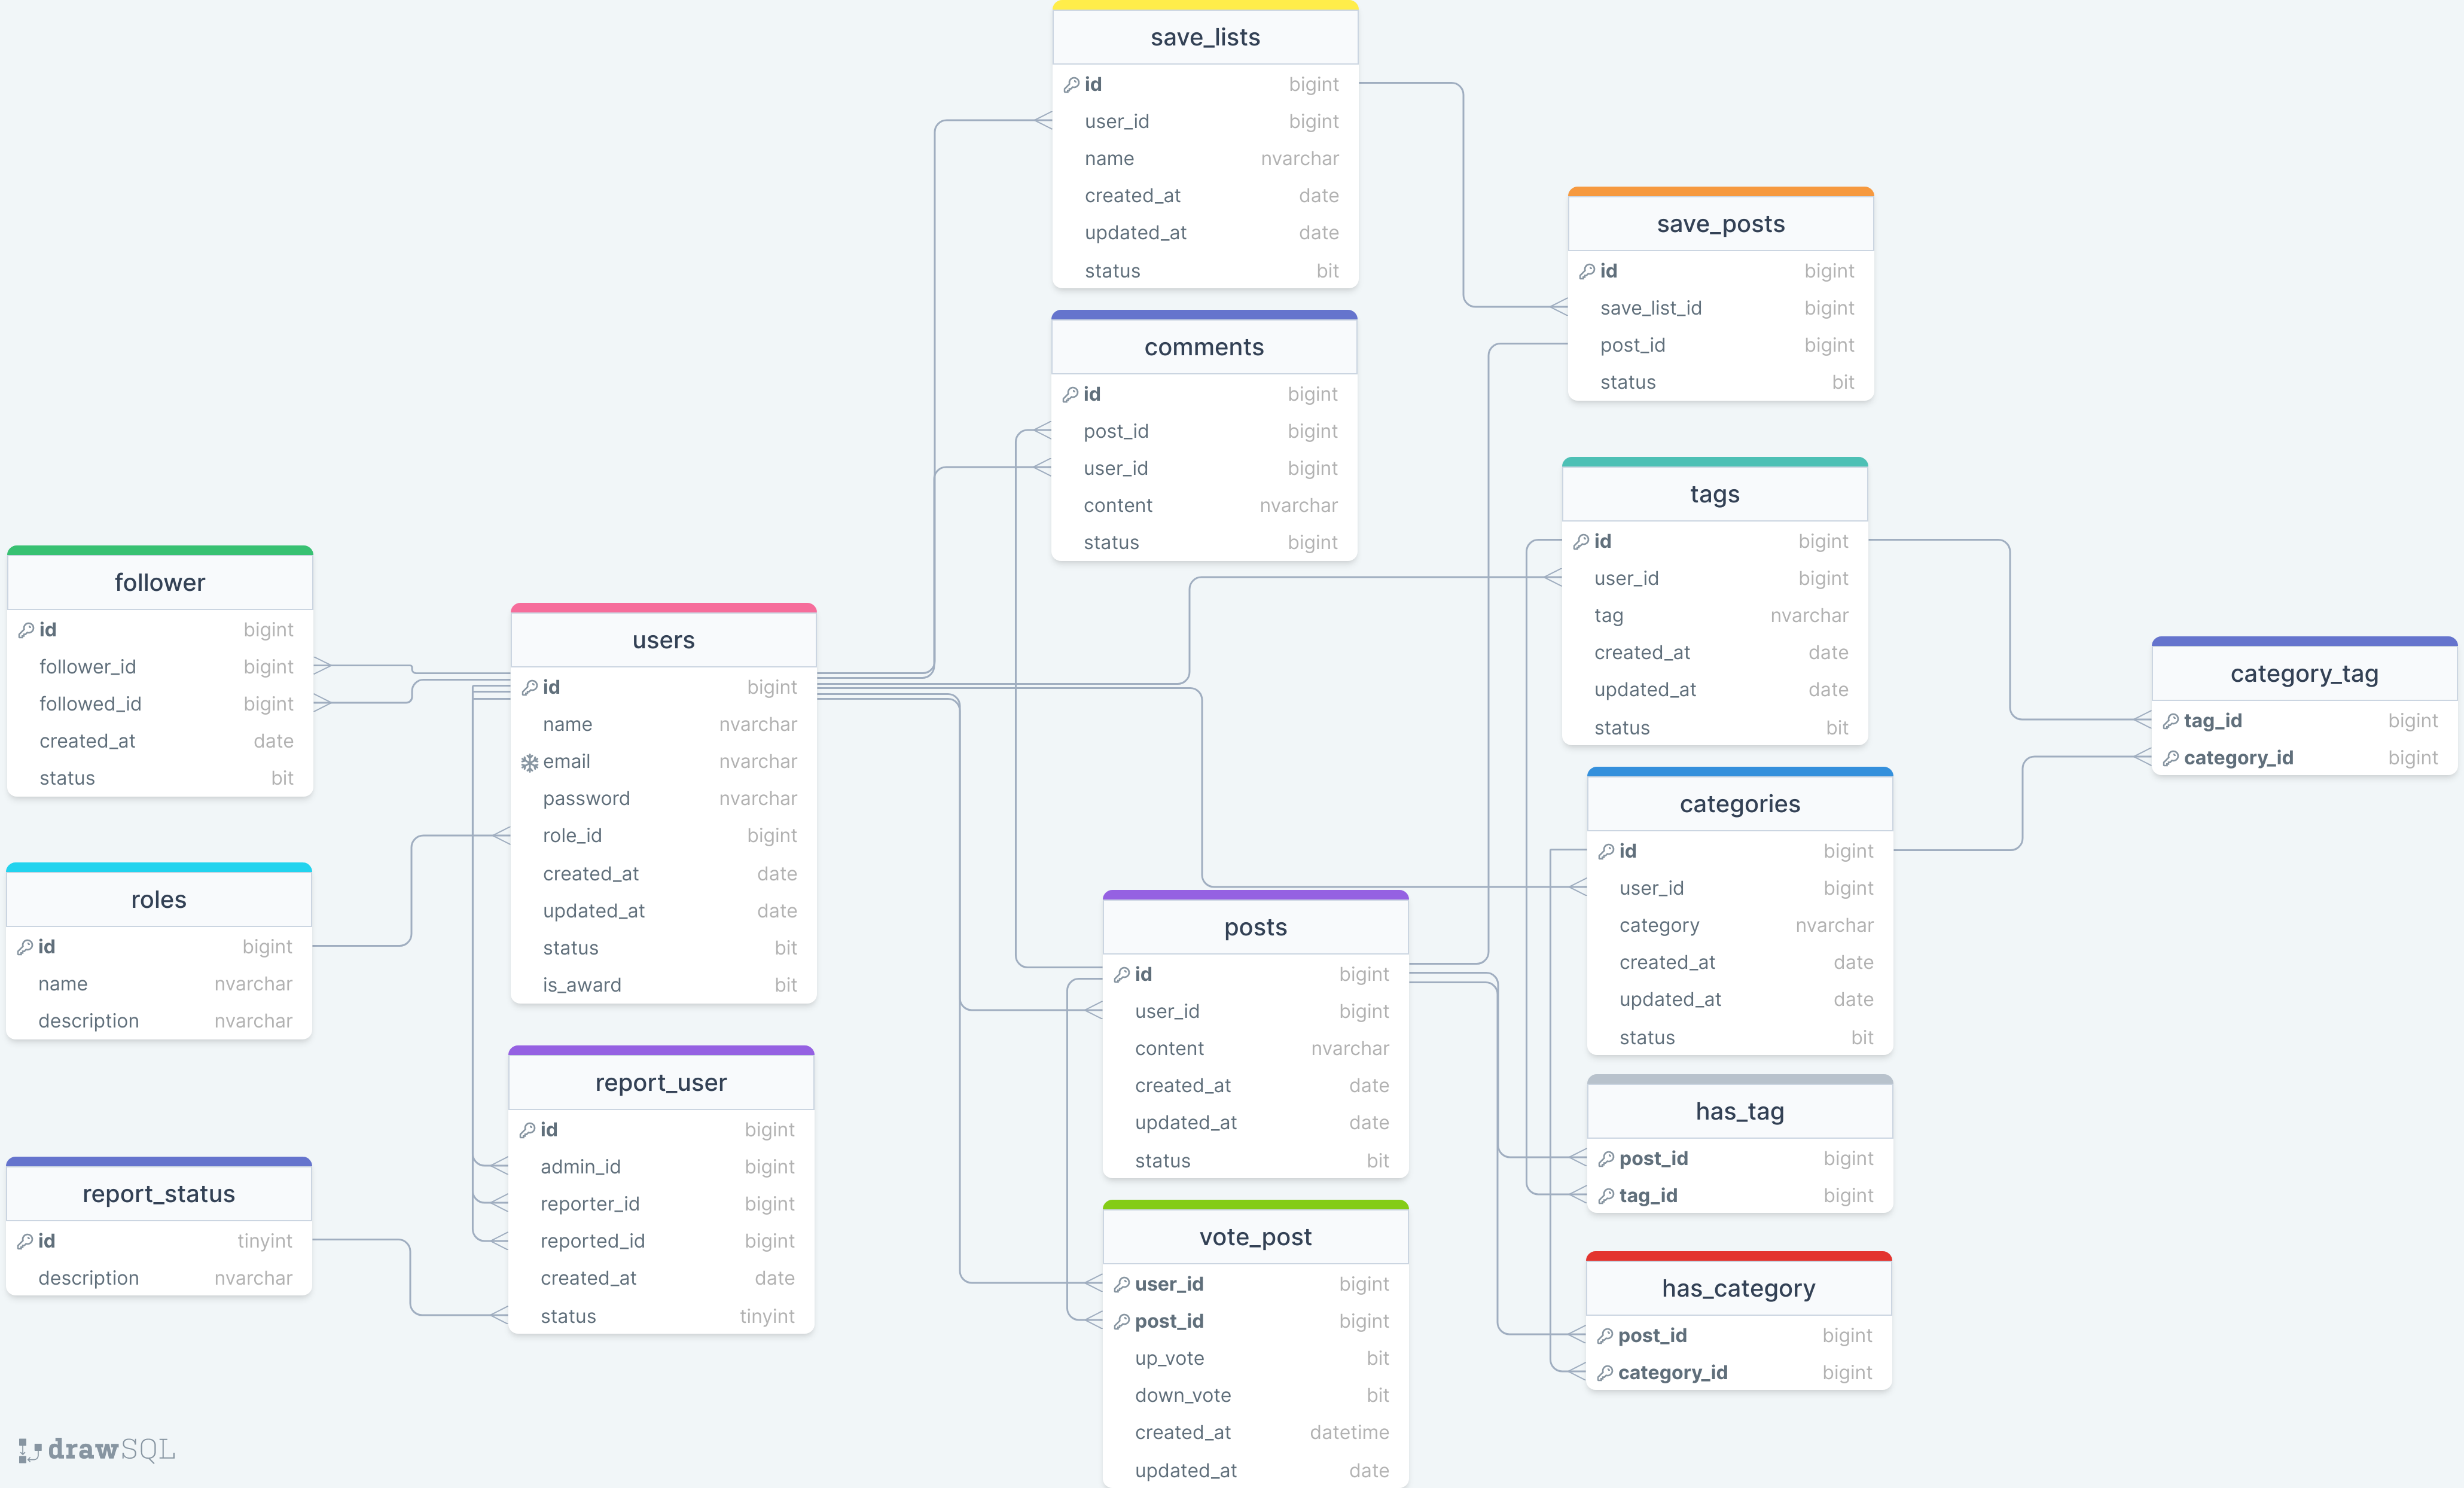 save_lists
id bigint
user_id bigint
name nvarchar
created_at date
updated_at date
status bit
save_posts
id bigint
save_list_id bigint
post_id bigint
status bit
comments
id bigint
post_id bigint
user_id bigint
content nvarchar
status bigint
tags
id bigint
user_id bigint
tag nvarchar
created_at date
updated_at date
status bit
follower
id bigint
follower_id bigint
followed_id bigint
created_at date
status bit
users
id bigint
name nvarchar
email nvarchar
password nvarchar
role_id bigint
created_at date
updated_at date
status bit
is_award bit
category_tag
tag_id bigint
category_id bigint
categories
id bigint
user_id bigint
category nvarchar
created_at date
updated_at date
status bit
roles
id bigint
name nvarchar
description nvarchar
posts
id bigint
user_id bigint
content nvarchar
created_at date
updated_at date
status bit
report_user
id bigint
admin_id bigint
reporter_id bigint
reported_id bigint
created_at date
status tinyint
has_tag
post_id bigint
tag_id bigint
report_status
id tinyint
description nvarchar
vote_post
user_id bigint
post_id bigint
up_vote bit
down_vote bit
created_at datetime
updated_at date
has_category
post_id bigint
category_id bigint
drawSQL